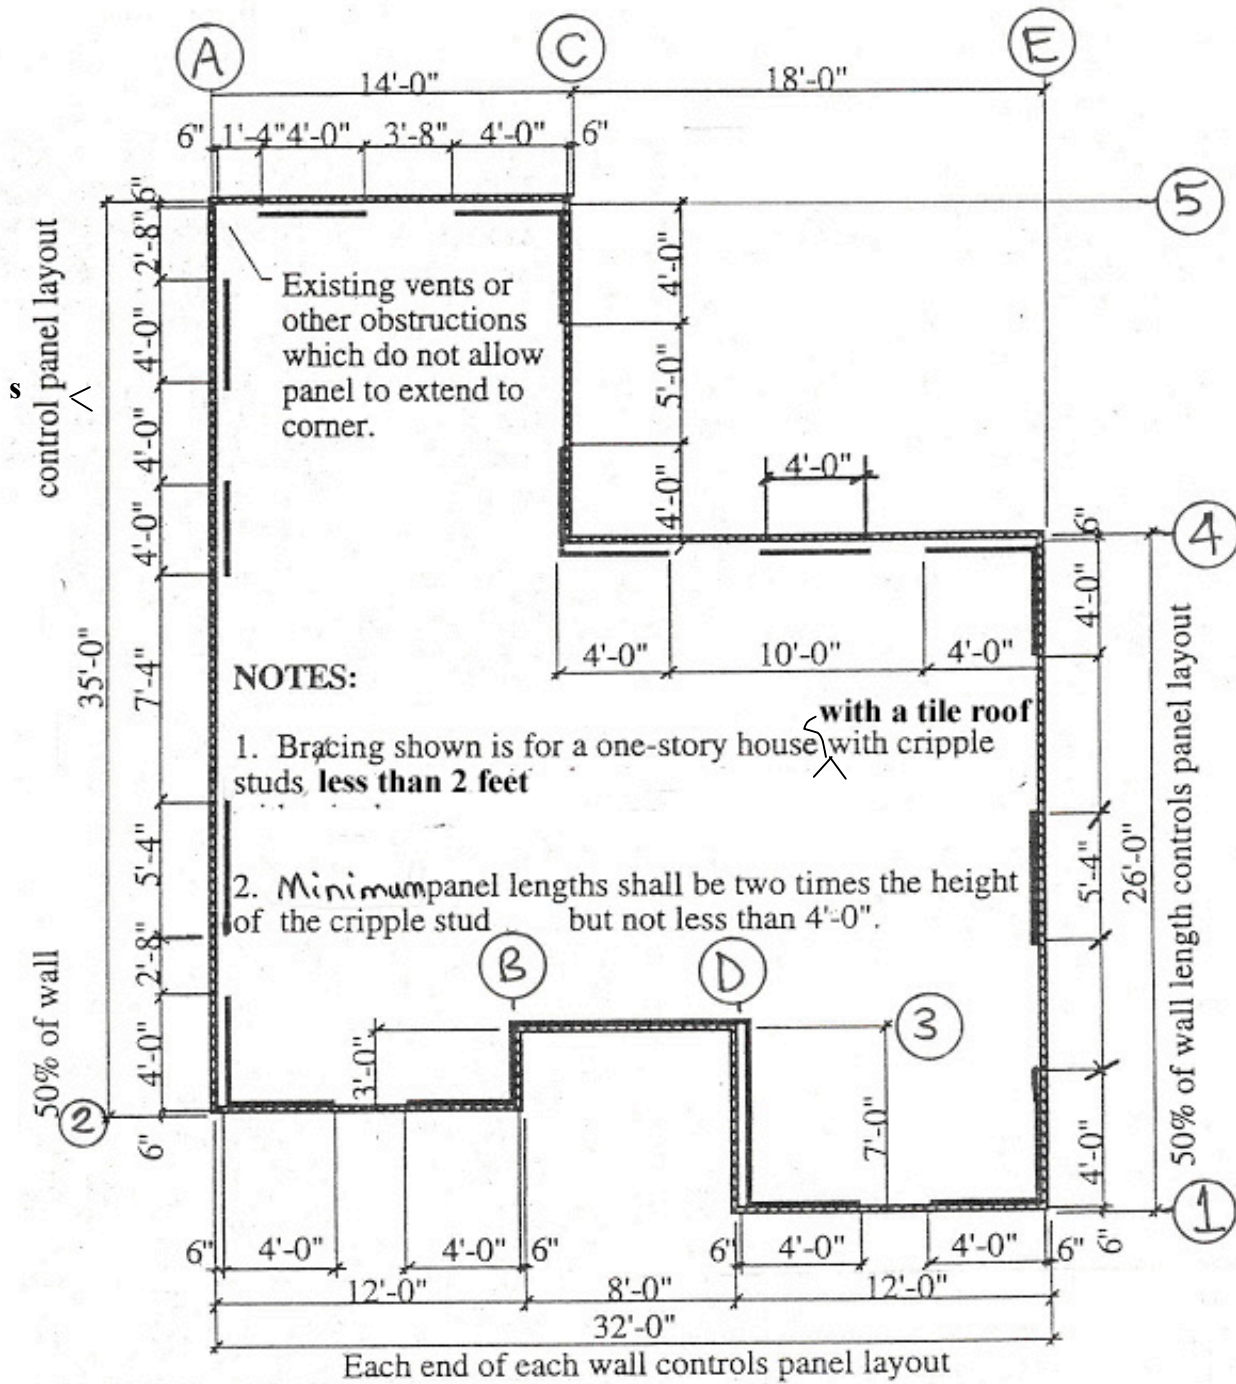 A
C
E
14'-0"
18'-0"
6"
1'-4"
4'-0"
3'-8"
4'-0"
6"
5
6"
2'-8"
4'-0"
4'-0"
4'-0"
7'-4"
5'-4"
2'-8"
4'-0"
6"
control panel layout
s
35'-0"
50% of wall
2
Existing vents or
other obstructions
which do not allow
panel to extend to
corner.
4'-0"
5'-0"
4'-0"
4'-0"
4
6"
4'-0"
4'-0"
10'-0"
4'-0"
NOTES:
with a tile roof
1. Bracing shown is for a one-story house with cripple
studs less than 2 feet
2. Minimum panel lengths shall be two times the height
of the cripple stud but not less than 4'-0".
5'-4"
26'-0"
50% of wall length controls panel layout
B
D
3
3'-0"
7'-0"
4'-0"
1
6"
6"
4'-0"
4'-0"
6"
6"
4'-0"
4'-0"
6"
12'-0"
8'-0"
12'-0"
32'-0"
Each end of each wall controls panel layout